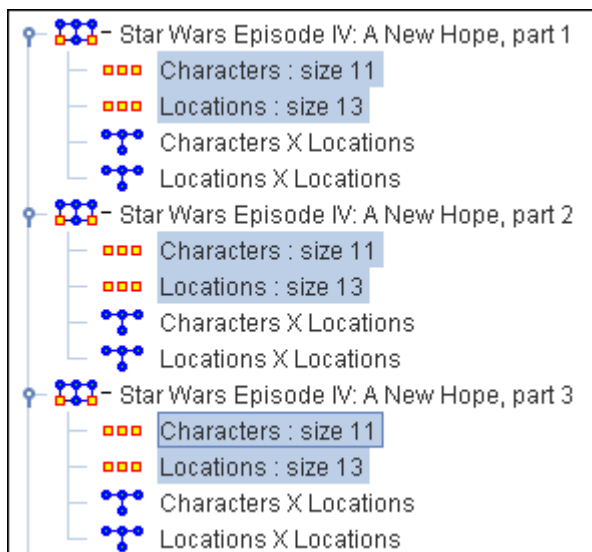 Star Wars Episode IV: A New Hope, part 1
Characters : size 11
Locations : size 13
Characters X Locations
Locations X Locations
Star Wars Episode IV: A New Hope, part 2
Characters : size 11
Locations : size 13
Characters X Locations
Locations X Locations
Star Wars Episode IV: A New Hope, part 3
Characters : size 11
Locations : size 13
Characters X Locations
Locations X Locations